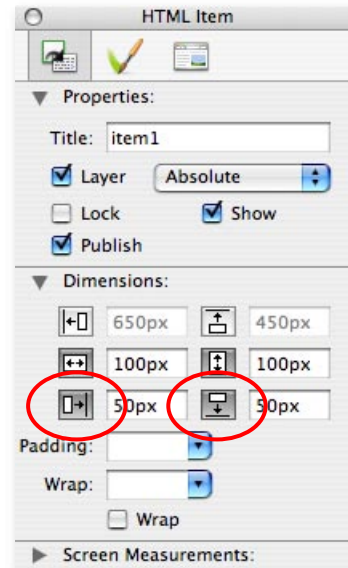 HTML Item
Properties:
Title: item1
Layer Absolute
Lock Show
Publish
Dimensions:
650px 450px
100px 100px
50px 50px
Padding:
Wrap:
Wrap
Screen Measurements: